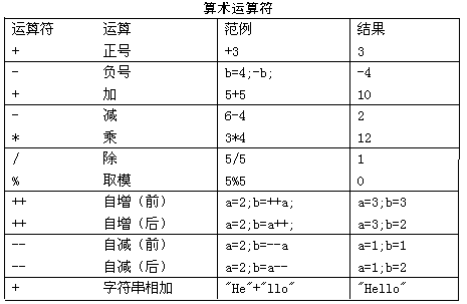 算术运算符
运算符 运算 范例 结果
+ 正号 +3 3
- 负号 b=4;-b; -4
+ 加 5+5 10
- 减 6-4 2
* 乘 3*4 12
/ 除 5/5 1
% 取模 5%5 0
++ 自增（前） a=2;b=++a; a=3;b=3
++ 自增（后） a=2;b=a++; a=3;b=2
-- 自减（前） a=2;b=--a a=1;b=1
-- 自减（后） a=2;b=a-- a=1;b=2
+ 字符串相加 "He"+"llo" "Hello"